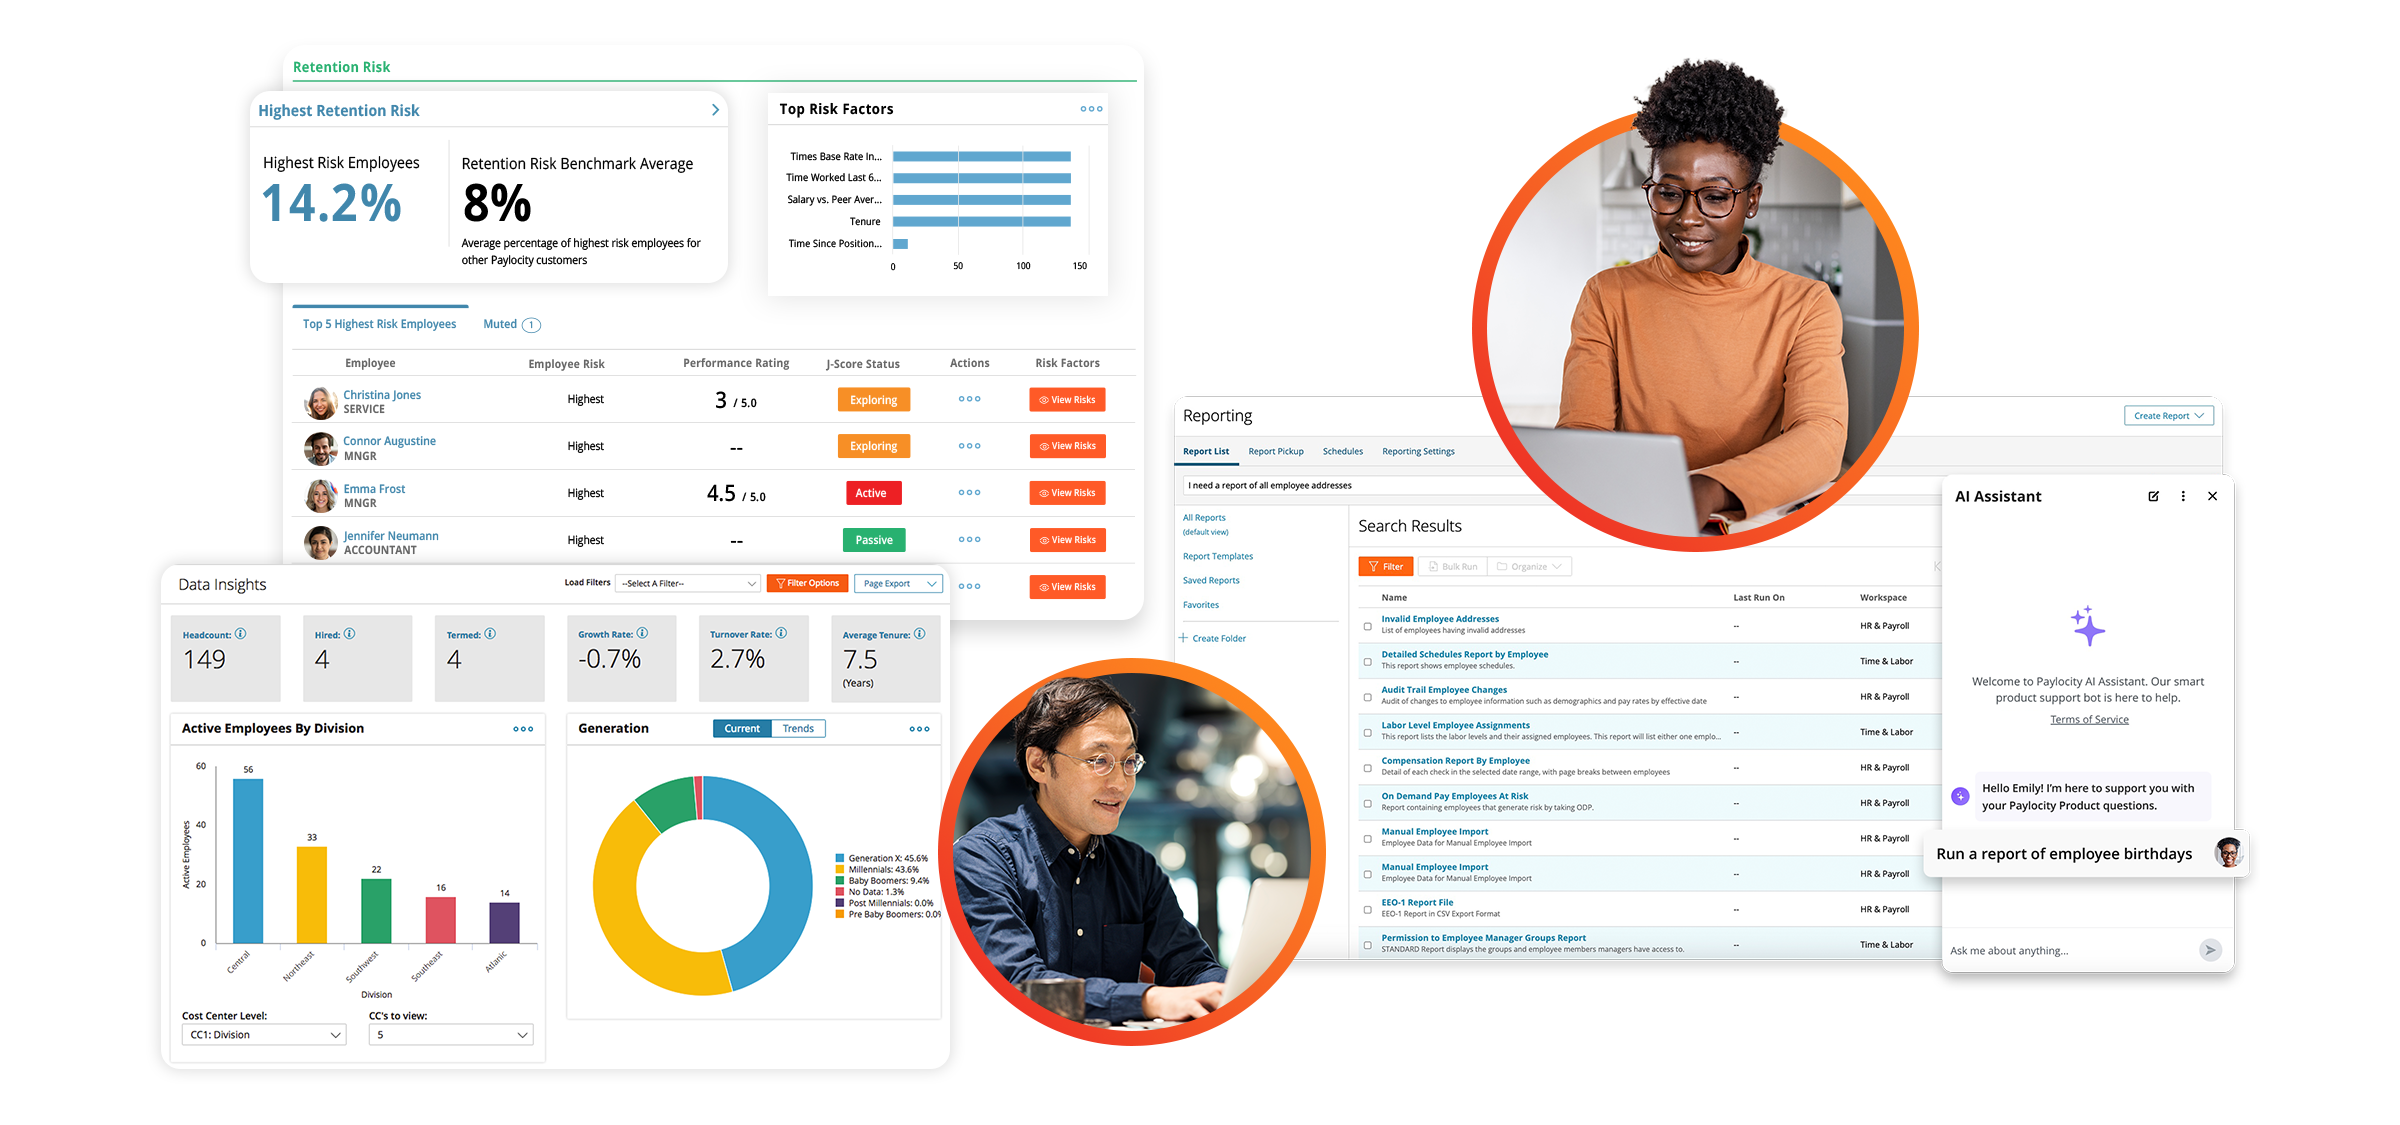 Retention Risk
Highest Retention Risk
Highest Risk Employees
14.2%
Retention Risk Benchmark Average
8%
Average percentage of highest risk employees for
other Paylocity customers
Top Risk Factors
Times Base Rate In...
Time Worked Last 6...
Salary vs. Peer Aver...
Tenure
Time Since Position...
0 50 100 150
Top 5 Highest Risk Employees Muted 1
Employee Employee Risk Performance Rating J-Score Status Actions Risk Factors
Christina Jones
SERVICE
Highest 3 / 5.0 Exploring View Risks
Connor Augustine
MNGR
Highest -- Exploring View Risks
Emma Frost
MNGR
Highest 4.5 / 5.0 Active View Risks
Jennifer Neumann
ACCOUNTANT
Highest -- Passive View Risks
View Risks
Data Insights
Load Filters --Select A Filter-- Filter Options Page Export
Headcount:
149
Hired:
4
Termed:
4
Growth Rate:
-0.7%
Turnover Rate:
2.7%
Average Tenure:
7.5
(Years)
Active Employees By Division
Active Employees
60
40
20
0
56
33
22
16
14
Central
Northeast
Southwest
Southeast
Atlanic
Division
Cost Center Level:
CC1: Division
CC's to view:
5
Generation
Current Trends
Generation X: 45.6%
Millennials: 43.6%
Baby Boomers: 9.4%
No Data: 1.3%
Post Millennials: 0.0%
Pre Baby Boomers: 0.0%
Reporting
Create Report
Report List Report Pickup Schedules Reporting Settings
I need a report of all employee addresses
All Reports
(default view)
Report Templates
Saved Reports
Favorites
Create Folder
Search Results
Filter Bulk Run Organize
Name Last Run On Workspace
Invalid Employee Addresses
List of employees having invalid addresses
-- HR & Payroll
Detailed Schedules Report by Employee
This report shows employee schedules.
-- Time & Labor
Audit Trail Employee Changes
Audit of changes to employee information such as demographics and pay rates by effective date
-- HR & Payroll
Labor Level Employee Assignments
This report lists the labor levels and their assigned employees. This report will list either one emplo...
-- Time & Labor
Compensation Report By Employee
Detail of each check in the selected date range, with page breaks between employees
-- HR & Payroll
On Demand Pay Employees At Risk
Report containing employees that generate risk by taking ODP.
-- HR & Payroll
Manual Employee Import
Employee Data for Manual Employee Import
-- HR & Payroll
Manual Employee Import
Employee Data for Manual Employee Import
-- HR & Payroll
EEO-1 Report File
EEO-1 Report in CSV Export Format
-- HR & Payroll
Permission to Employee Manager Groups Report
STANDARD Report displays the groups and employee members managers have access to.
-- Time & Labor
AI Assistant
Welcome to Paylocity AI Assistant. Our smart
product support bot is here to help.
Terms of Service
Hello Emily! I'm here to support you with
your Paylocity Product questions.
Run a report of employee birthdays
Ask me about anything...